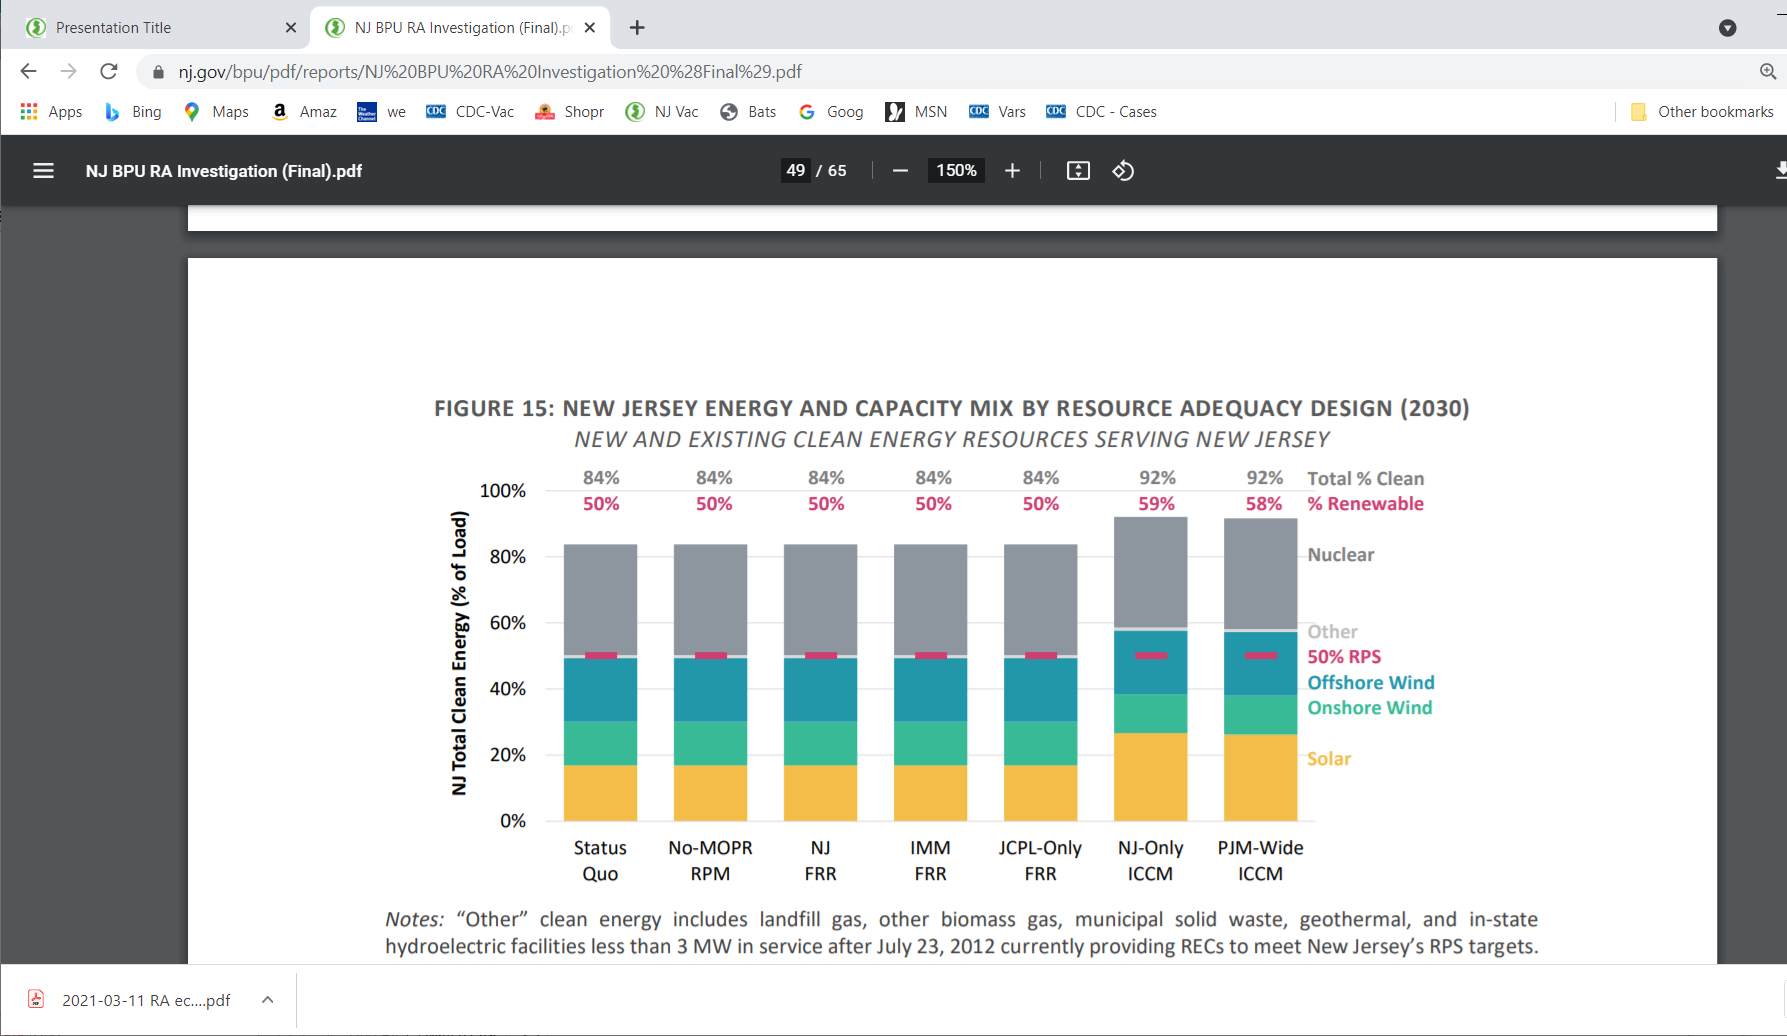 Presentation Title
NJ BPU RA Investigation (Final).p
nj.gov/bpu/pdf/reports/NJ%20BPU%20RA%20Investigation%20%28Final%29.pdf
Apps Bing Maps Amaz we CDC-Vac Shopr NJ Vac Bats Goog MSN Vars CDC - Cases Other bookmarks
NJ BPU RA Investigation (Final).pdf 49 / 65 150%
FIGURE 15: NEW JERSEY ENERGY AND CAPACITY MIX BY RESOURCE ADEQUACY DESIGN (2030)
NEW AND EXISTING CLEAN ENERGY RESOURCES SERVING NEW JERSEY
84% 84% 84% 84% 84% 92% 92% Total % Clean
100%
50% 50% 50% 50% 50% 59% 58% % Renewable
NJ Total Clean Energy (% of Load)
80%
Nuclear
60%
Other
50% RPS
40%
Offshore Wind
Onshore Wind
20%
Solar
0%
Status Quo
No-MOPR RPM
NJ FRR
IMM FRR
JCPL-Only FRR
NJ-Only ICCM
PJM-Wide ICCM
Notes: “Other” clean energy includes landfill gas, other biomass gas, municipal solid waste, geothermal, and in-state
hydroelectric facilities less than 3 MW in service after July 23, 2012 currently providing RECs to meet New Jersey’s RPS targets.
2021-03-11 RA ec....pdf